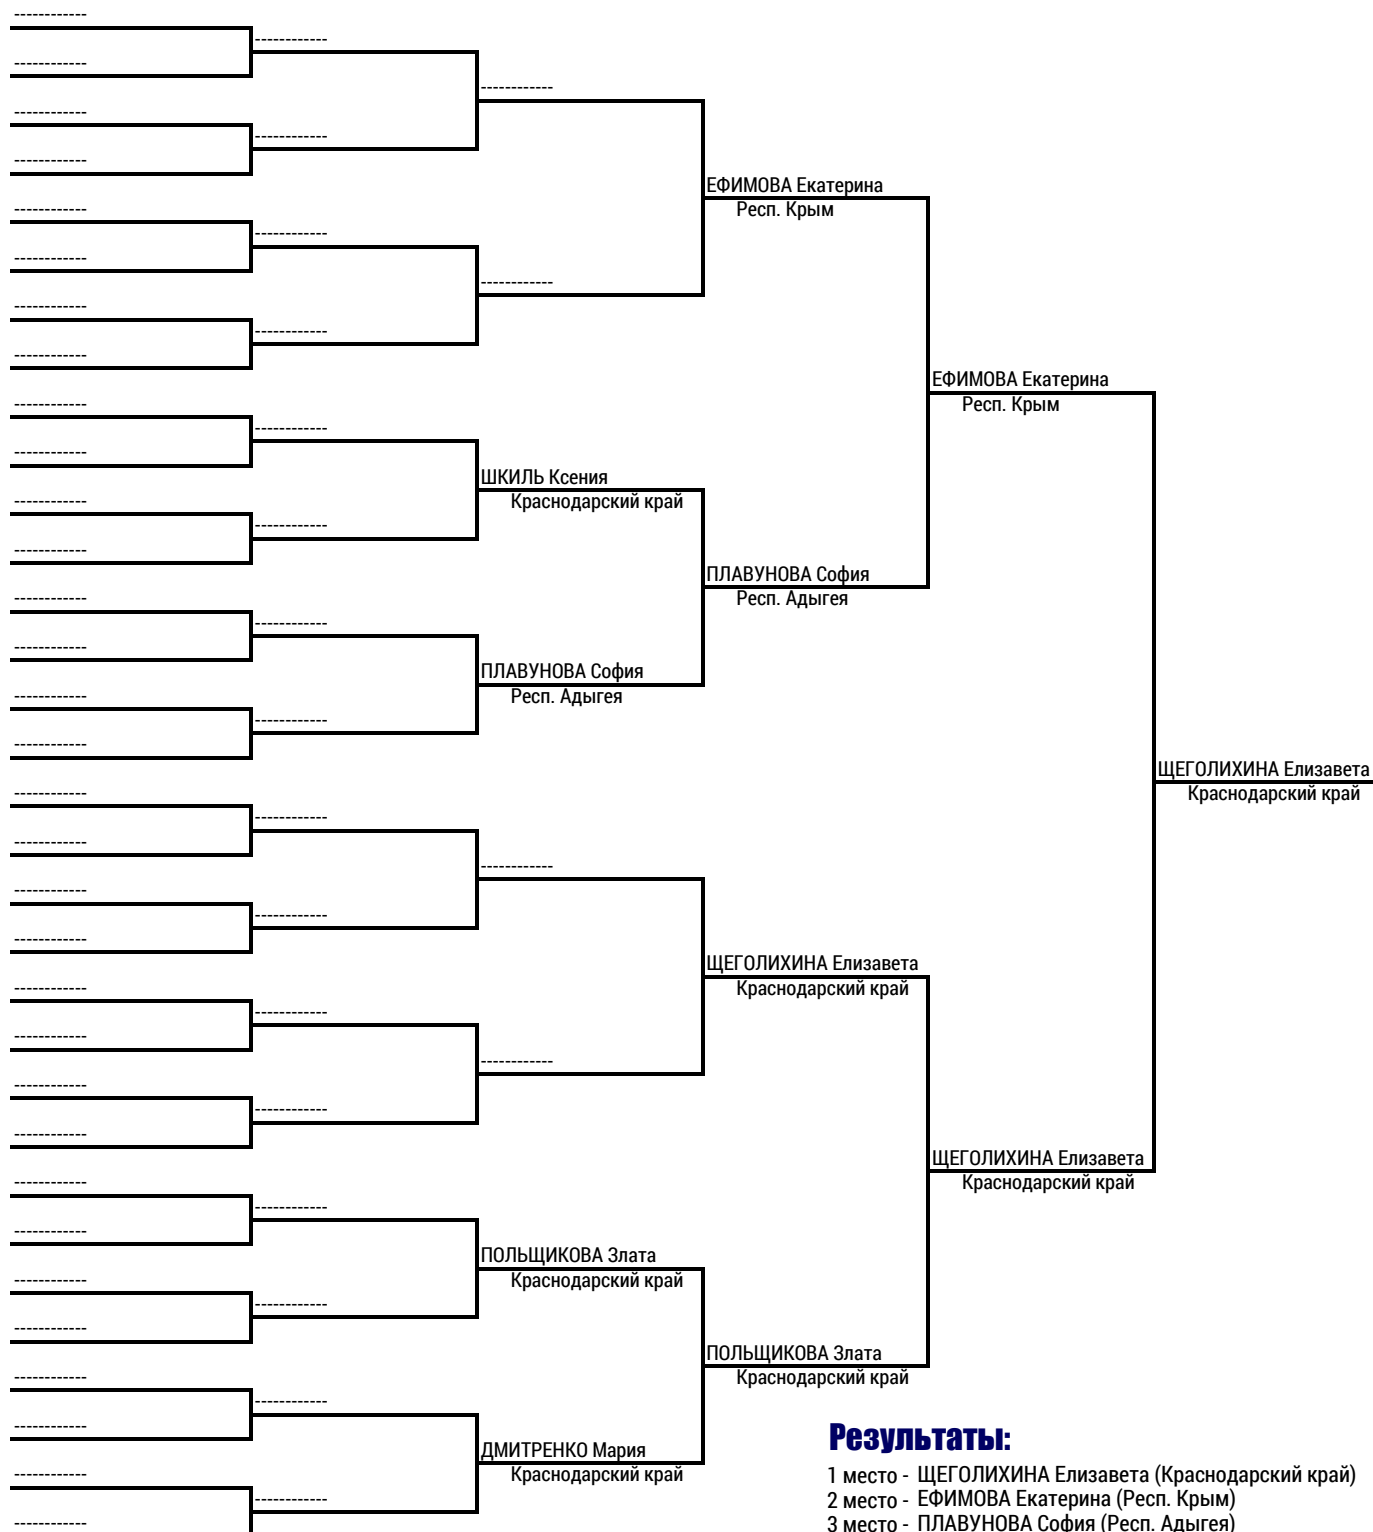 ------------
------------
------------
------------
------------
------------
------------
------------
------------
------------
------------
ЕФИМОВА Екатерина
Респ. Крым
------------
------------
------------
------------
------------
------------
------------
ЕФИМОВА Екатерина
Респ. Крым
------------
------------
------------
ШКИЛЬ Ксения
Краснодарский край
------------
------------
------------
ПЛАВУНОВА София
Респ. Адыгея
------------
------------
------------
ПЛАВУНОВА София
Респ. Адыгея
------------
------------
------------
ЩЕГОЛИХИНА Елизавета
Краснодарский край
------------
------------
------------
------------
------------
------------
------------
ЩЕГОЛИХИНА Елизавета
Краснодарский край
------------
------------
------------
------------
------------
------------
------------
ЩЕГОЛИХИНА Елизавета
Краснодарский край
------------
------------
------------
ПОЛЬЩИКОВА Злата
Краснодарский край
------------
------------
------------
ПОЛЬЩИКОВА Злата
Краснодарский край
------------
------------
------------
ДМИТРЕНКО Мария
Краснодарский край
------------
------------
------------
Результаты:
1 место - ЩЕГОЛИХИНА Елизавета (Краснодарский край)
2 место - ЕФИМОВА Екатерина (Респ. Крым)
3 место - ПЛАВУНОВА София (Респ. Адыгея)